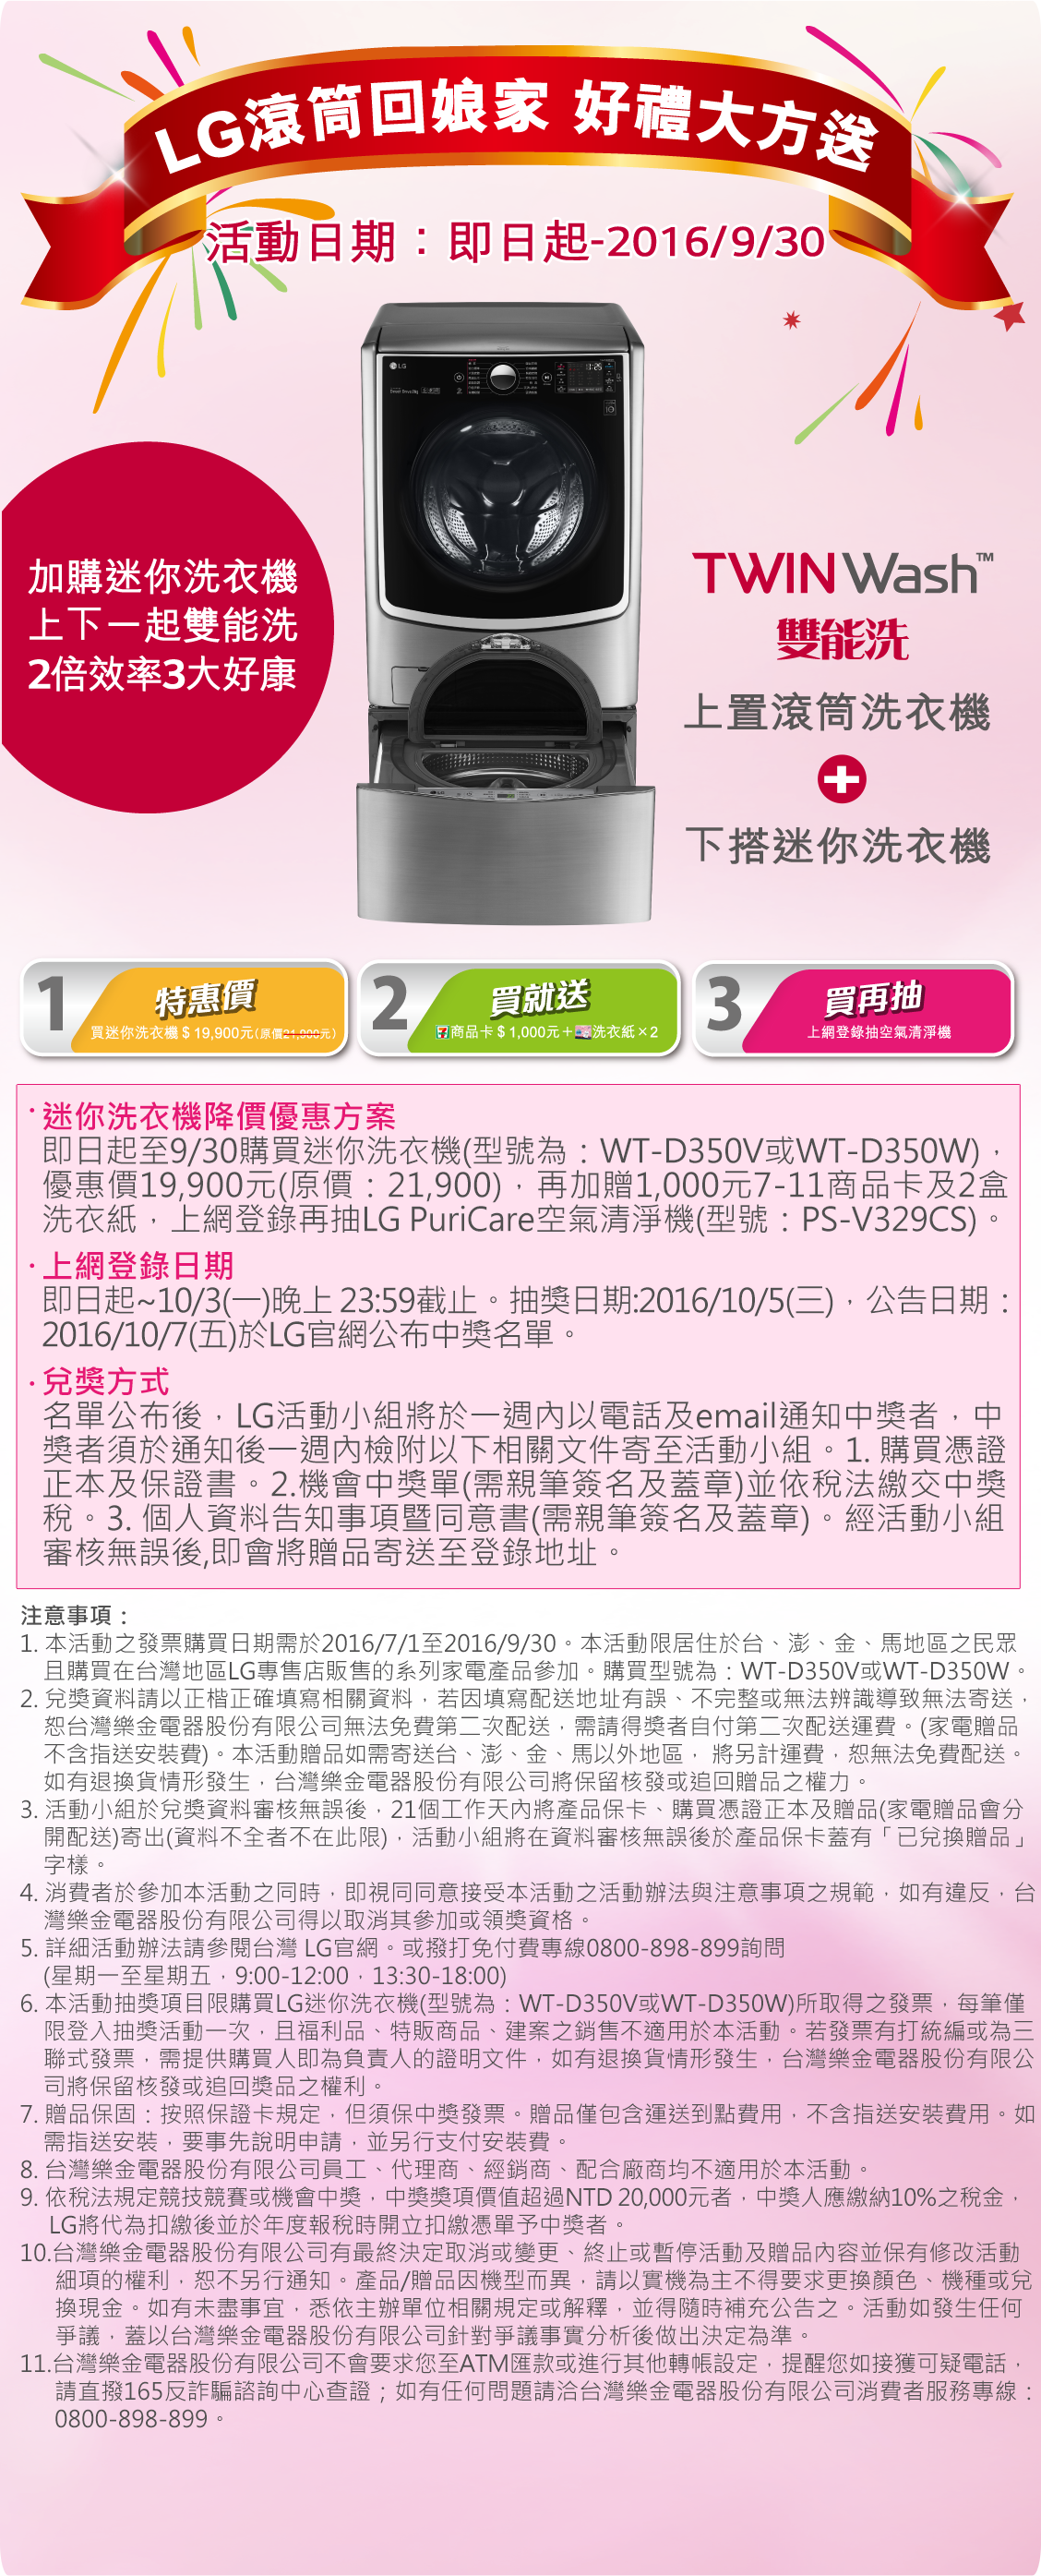 LG滾筒回娘家 好禮大方送
活動日期：即日起-2016/9/30
LG
11:25
加購迷你洗衣機
上下一起雙能洗
2倍效率3大好康
TWINWash™
雙能洗
上置滾筒洗衣機
下搭迷你洗衣機
1 特惠價
買迷你洗衣機＄19,900元(原價21,900元)
2 買就送
商品卡＄1,000元＋洗衣紙×2
3 買再抽
上網登錄抽空氣清淨機
·迷你洗衣機降價優惠方案
即日起至9/30購買迷你洗衣機(型號為：WT-D350V或WT-D350W)，
優惠價19,900元(原價：21,900)，再加贈1,000元7-11商品卡及2盒
洗衣紙，上網登錄再抽LG PuriCare空氣清淨機(型號：PS-V329CS)。
·上網登錄日期
即日起~10/3(一)晚上 23:59截止。抽獎日期:2016/10/5(三)，公告日期：
2016/10/7(五)於LG官網公布中獎名單。
·兌獎方式
名單公布後，LG活動小組將於一週內以電話及email通知中獎者，中
獎者須於通知後一週內檢附以下相關文件寄至活動小組。1. 購買憑證
正本及保證書。2.機會中獎單(需親筆簽名及蓋章)並依稅法繳交中獎
稅。3. 個人資料告知事項暨同意書(需親筆簽名及蓋章)。經活動小組
審核無誤後,即會將贈品寄送至登錄地址。
注意事項：
1. 本活動之發票購買日期需於2016/7/1至2016/9/30。本活動限居住於台、澎、金、馬地區之民眾
且購買在台灣地區LG專售店販售的系列家電產品參加。購買型號為：WT-D350V或WT-D350W。
2. 兌獎資料請以正楷正確填寫相關資料，若因填寫配送地址有誤、不完整或無法辨識導致無法寄送，
恕台灣樂金電器股份有限公司無法免費第二次配送，需請得獎者自付第二次配送運費。(家電贈品
不含指送安裝費)。本活動贈品如需寄送台、澎、金、馬以外地區， 將另計運費，恕無法免費配送。
如有退換貨情形發生，台灣樂金電器股份有限公司將保留核發或追回贈品之權力。
3. 活動小組於兌獎資料審核無誤後，21個工作天內將產品保卡、購買憑證正本及贈品(家電贈品會分
開配送)寄出(資料不全者不在此限)，活動小組將在資料審核無誤後於產品保卡蓋有「已兌換贈品」
字樣。
4. 消費者於參加本活動之同時，即視同同意接受本活動之活動辦法與注意事項之規範，如有違反，台
灣樂金電器股份有限公司得以取消其參加或領獎資格。
5. 詳細活動辦法請參閱台灣 LG官網。或撥打免付費專線0800-898-899詢問
(星期一至星期五，9:00-12:00，13:30-18:00)
6. 本活動抽獎項目限購買LG迷你洗衣機(型號為：WT-D350V或WT-D350W)所取得之發票，每筆僅
限登入抽獎活動一次，且福利品、特販商品、建案之銷售不適用於本活動。若發票有打統編或為三
聯式發票，需提供購買人即為負責人的證明文件，如有退換貨情形發生，台灣樂金電器股份有限公
司將保留核發或追回獎品之權利。
7. 贈品保固：按照保證卡規定，但須保中獎發票。贈品僅包含運送到點費用，不含指送安裝費用。如
需指送安裝，要事先說明申請，並另行支付安裝費。
8. 台灣樂金電器股份有限公司員工、代理商、經銷商、配合廠商均不適用於本活動。
9. 依稅法規定競技競賽或機會中獎，中獎獎項價值超過NTD 20,000元者，中獎人應繳納10%之稅金，
LG將代為扣繳後並於年度報稅時開立扣繳憑單予中獎者。
10.台灣樂金電器股份有限公司有最終決定取消或變更、終止或暫停活動及贈品內容並保有修改活動
細項的權利，恕不另行通知。產品/贈品因機型而異，請以實機為主不得要求更換顏色、機種或兌
換現金。如有未盡事宜，悉依主辦單位相關規定或解釋，並得隨時補充公告之。活動如發生任何
爭議，蓋以台灣樂金電器股份有限公司針對爭議事實分析後做出決定為準。
11.台灣樂金電器股份有限公司不會要求您至ATM匯款或進行其他轉帳設定，提醒您如接獲可疑電話，
請直撥165反詐騙諮詢中心查證；如有任何問題請洽台灣樂金電器股份有限公司消費者服務專線：
0800-898-899。